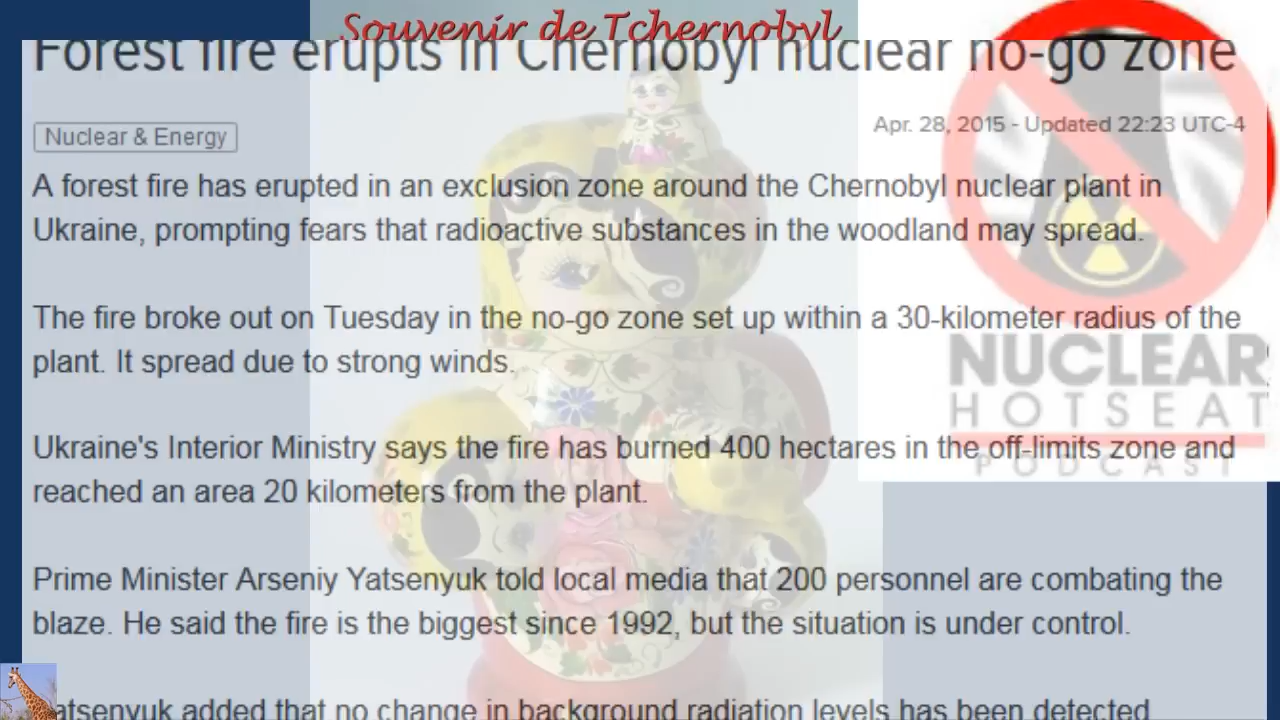 Souvenir de Tchernobyl
Forest fire erupts in Chernobyl nuclear no-go zone
Nuclear & Energy
Apr. 28, 2015 - Updated 22:23 UTC-4
A forest fire has erupted in an exclusion zone around the Chernobyl nuclear plant in
Ukraine, prompting fears that radioactive substances in the woodland may spread.
The fire broke out on Tuesday in the no-go zone set up within a 30-kilometer radius of the
plant. It spread due to strong winds.
NUCLEAR
HOTSEAT
PODCAST
Ukraine's Interior Ministry says the fire has burned 400 hectares in the off-limits zone and
reached an area 20 kilometers from the plant.
Prime Minister Arseniy Yatsenyuk told local media that 200 personnel are combating the
blaze. He said the fire is the biggest since 1992, but the situation is under control.
atsenyuk added that no change in background radiation levels has been detected